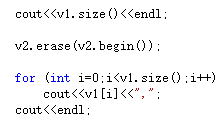 cout<<v1.size()<<endl;
v2.erase(v2.begin());
for (int i=0;i<v1.size();i++)
cout<<v1[i]<<",";
cout<<endl;